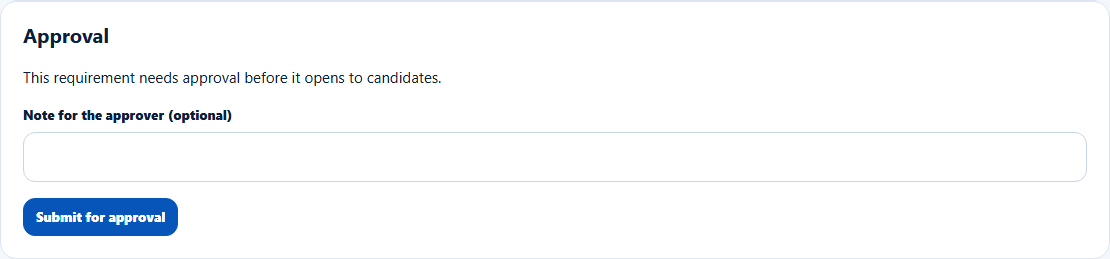 Approval
This requirement needs approval before it opens to candidates.
Note for the approver (optional)
Submit for approval